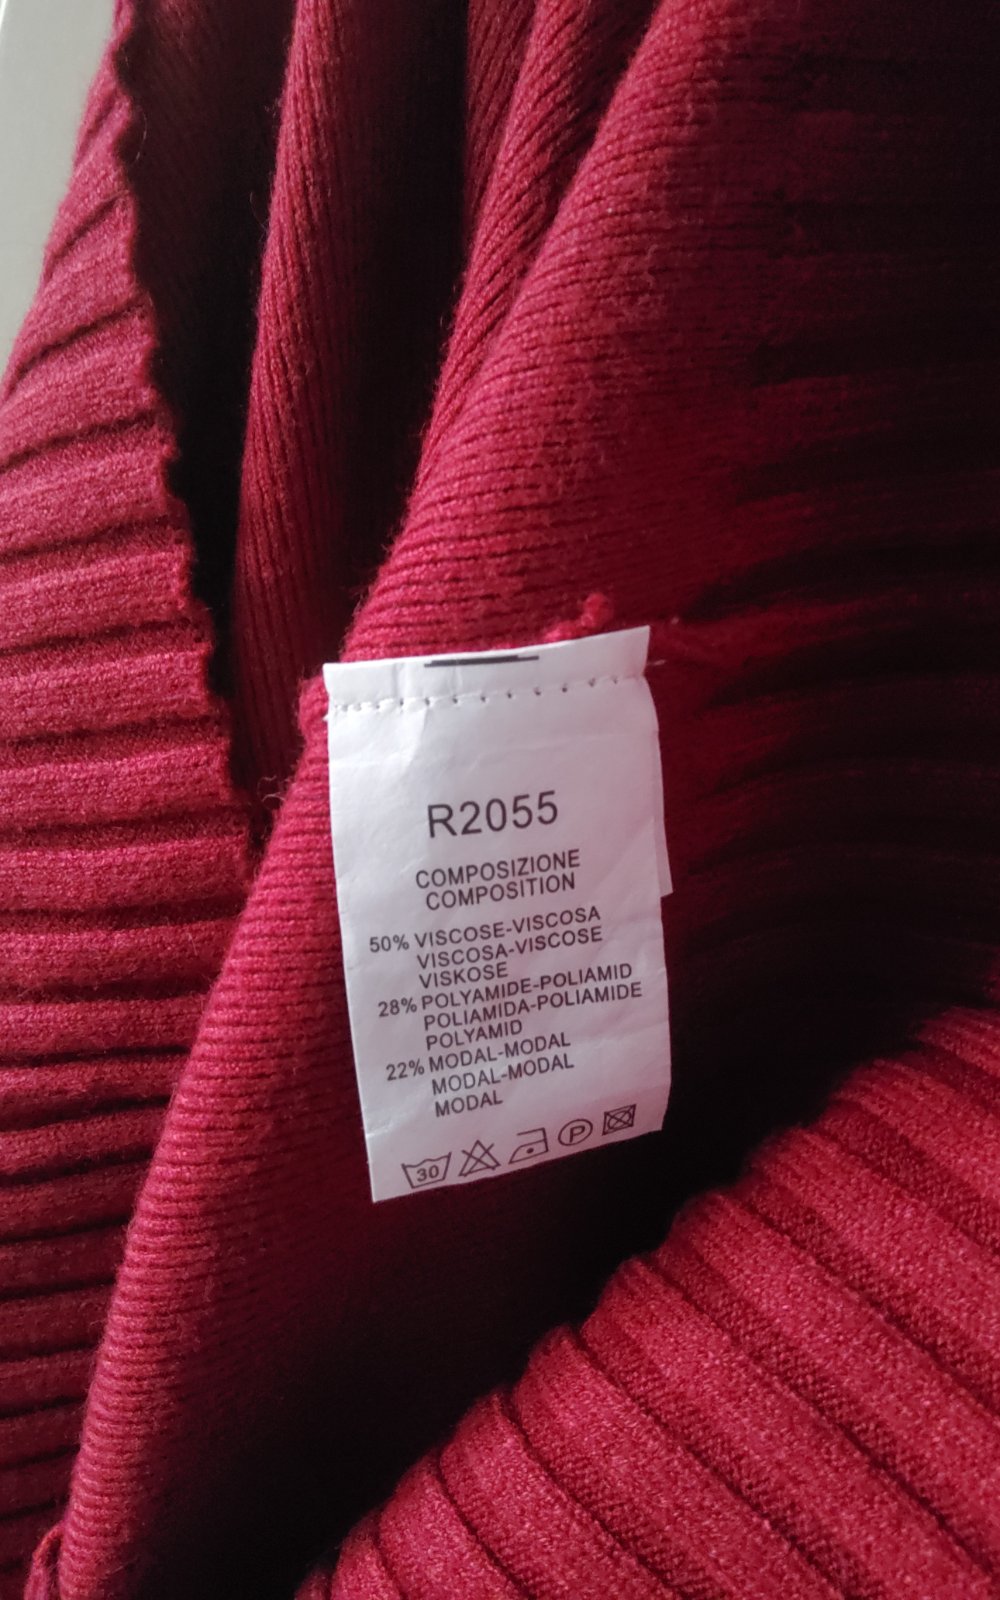 R2055
COMPOSIZIONE
COMPOSITION
50% VISCOSE-VISCOSA
VISCOSA-VISCOSE
VISKOSE
28% POLYAMIDE-POLIAMID
POLIAMIDA-POLIAMIDE
POLYAMID
22% MODAL-MODAL
MODAL-MODAL
MODAL
30 P